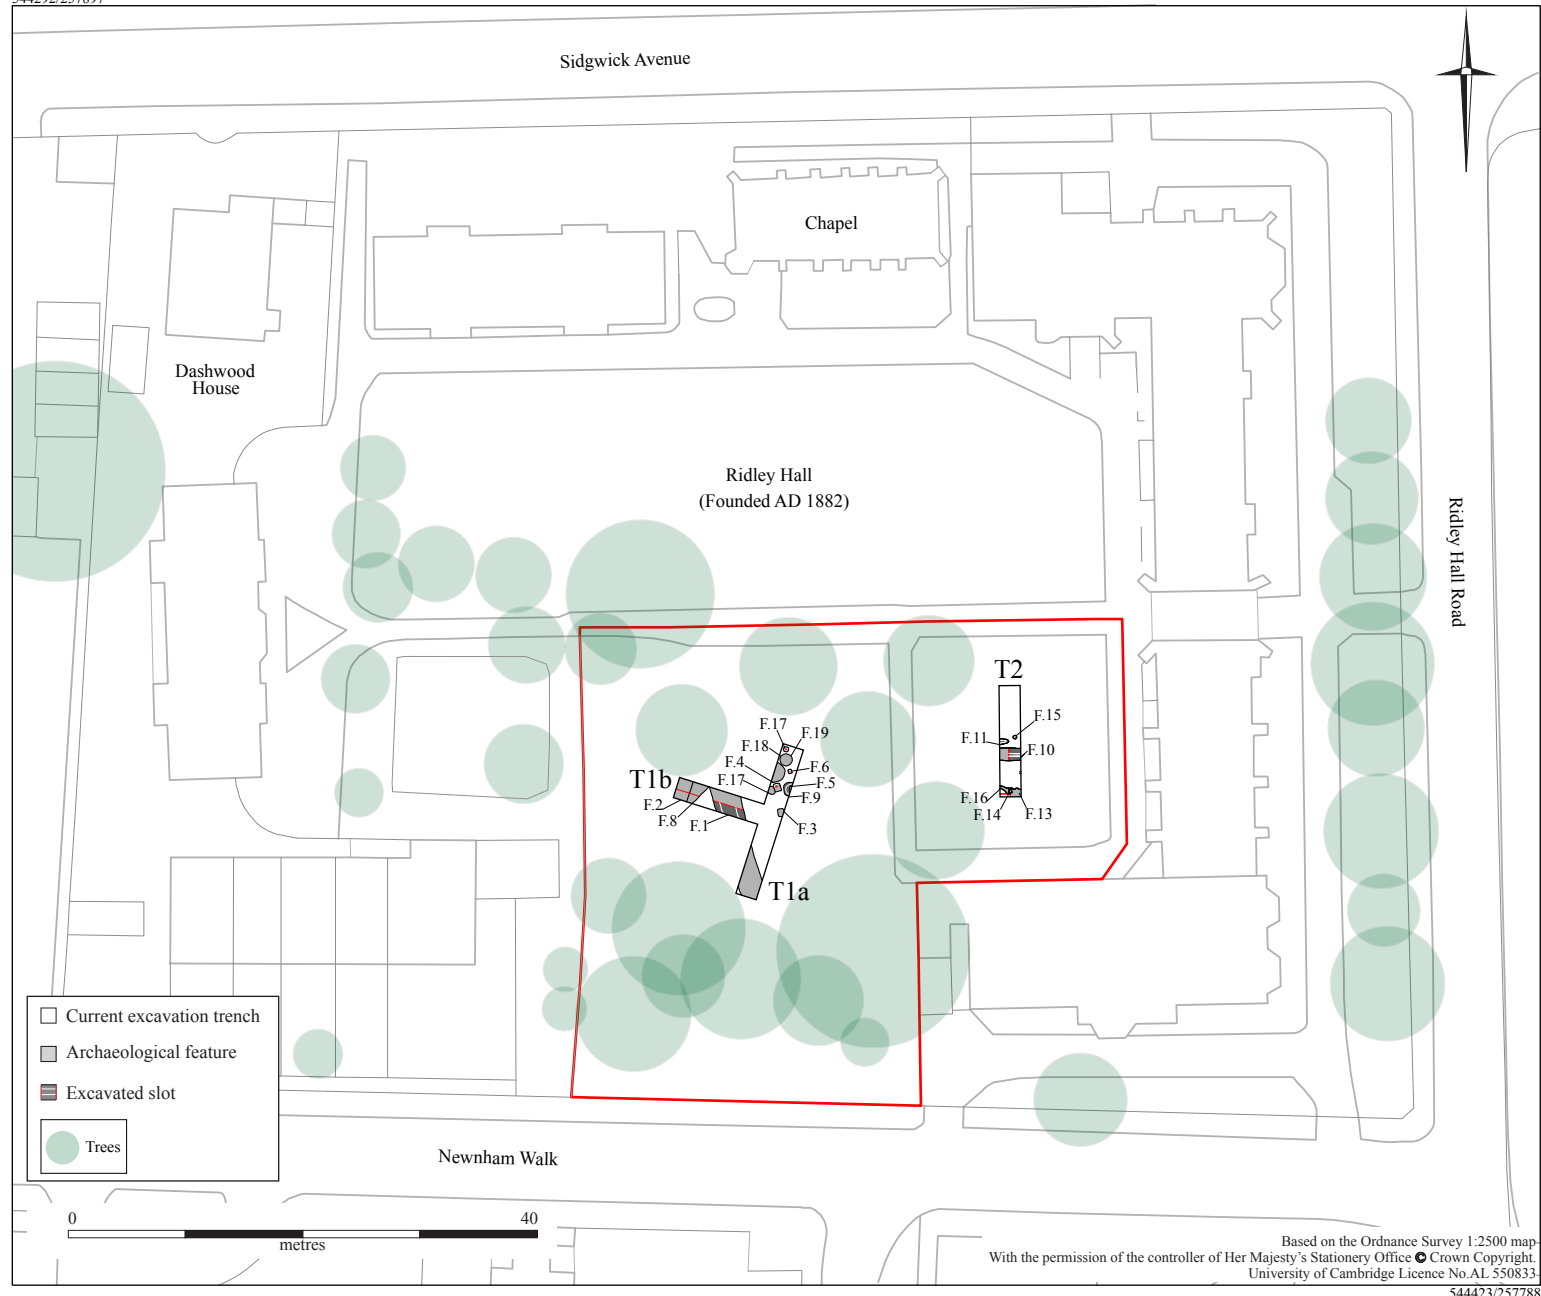 544292/257897
Sidgwick Avenue
Chapel
Dashwood
House
Ridley Hall
(Founded AD 1882)
Ridley Hall Road
T2
F.15
F.11
F.10
F.16
F.14
F.13
F.17
F.19
F.18
F.4
F.6
F.17
F.5
F.9
F.3
T1b
F.2
F.8
F.1
T1a
Current excavation trench
Archaeological feature
Excavated slot
Trees
Newnham Walk
0
40
metres
Based on the Ordnance Survey 1:2500 map
With the permission of the controller of Her Majesty's Stationery Office © Crown Copyright.
University of Cambridge Licence No.AL 550833
544423/257788